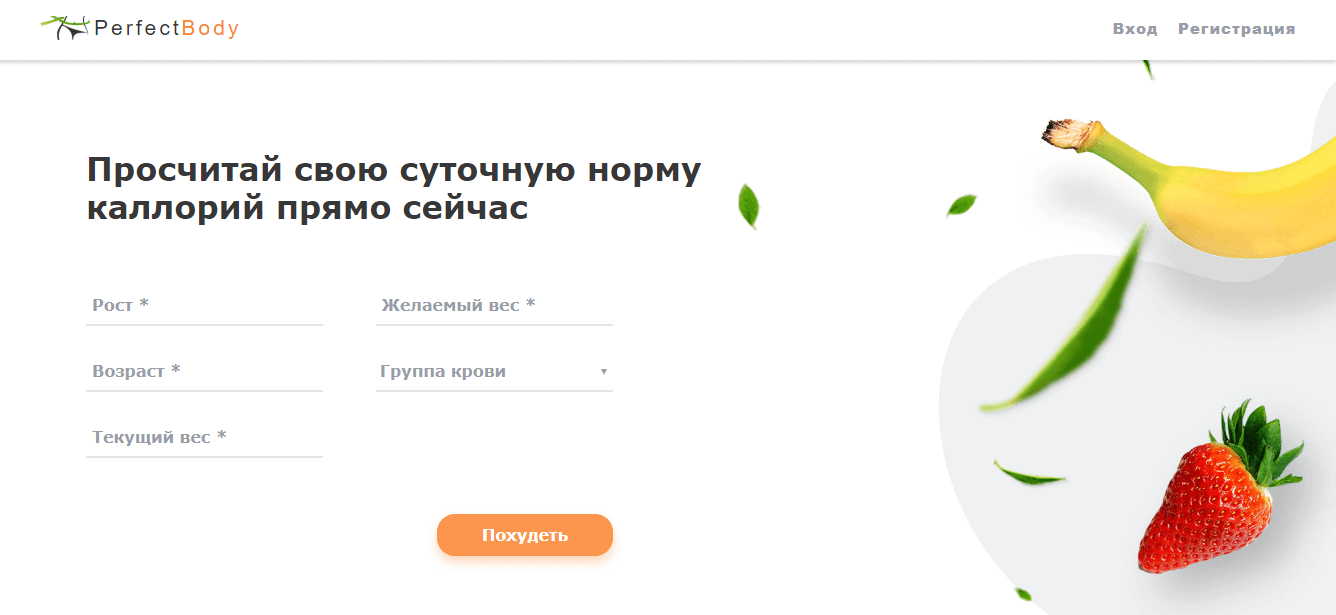 PerfectBody
Вход Регистрация
Просчитай свою суточную норму
каллорий прямо сейчас
Рост * Желаемый вес *
Возраст * Группа крови
Текущий вес *
Похудеть